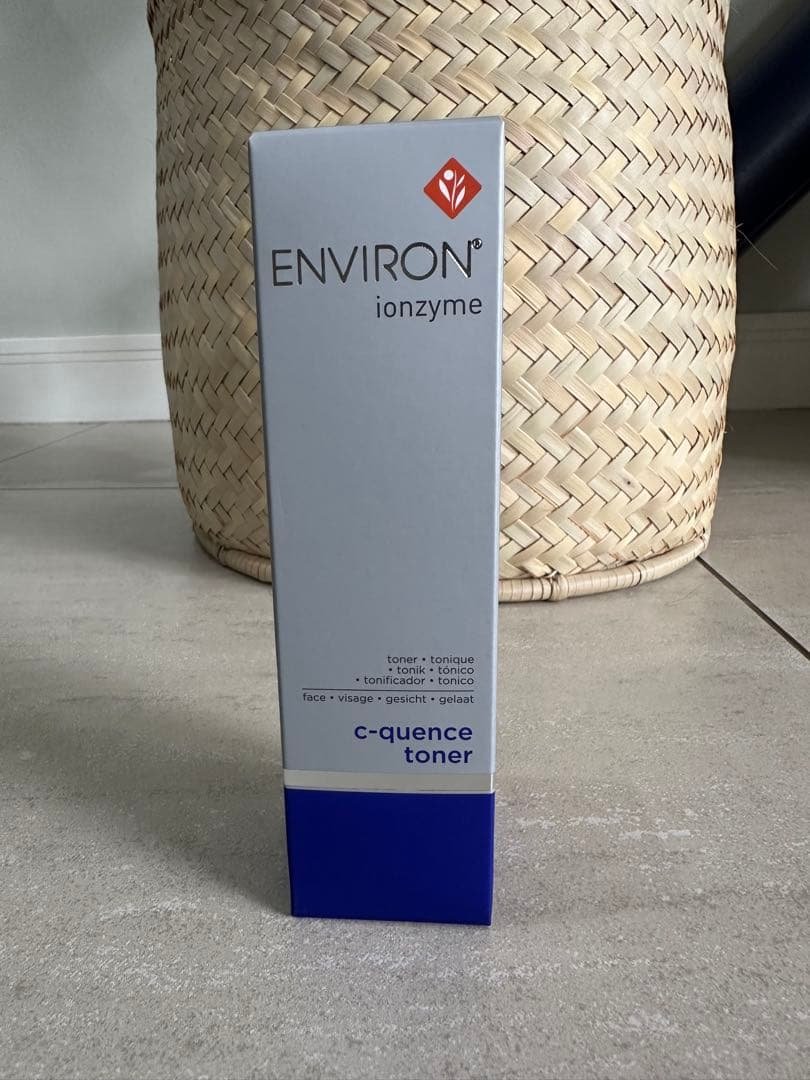 ENVIRON®
ionzyme
toner • tonique
• tonik • tónico
• tonificador • tonico
face • visage • gesicht • gelaat
c-quence
toner